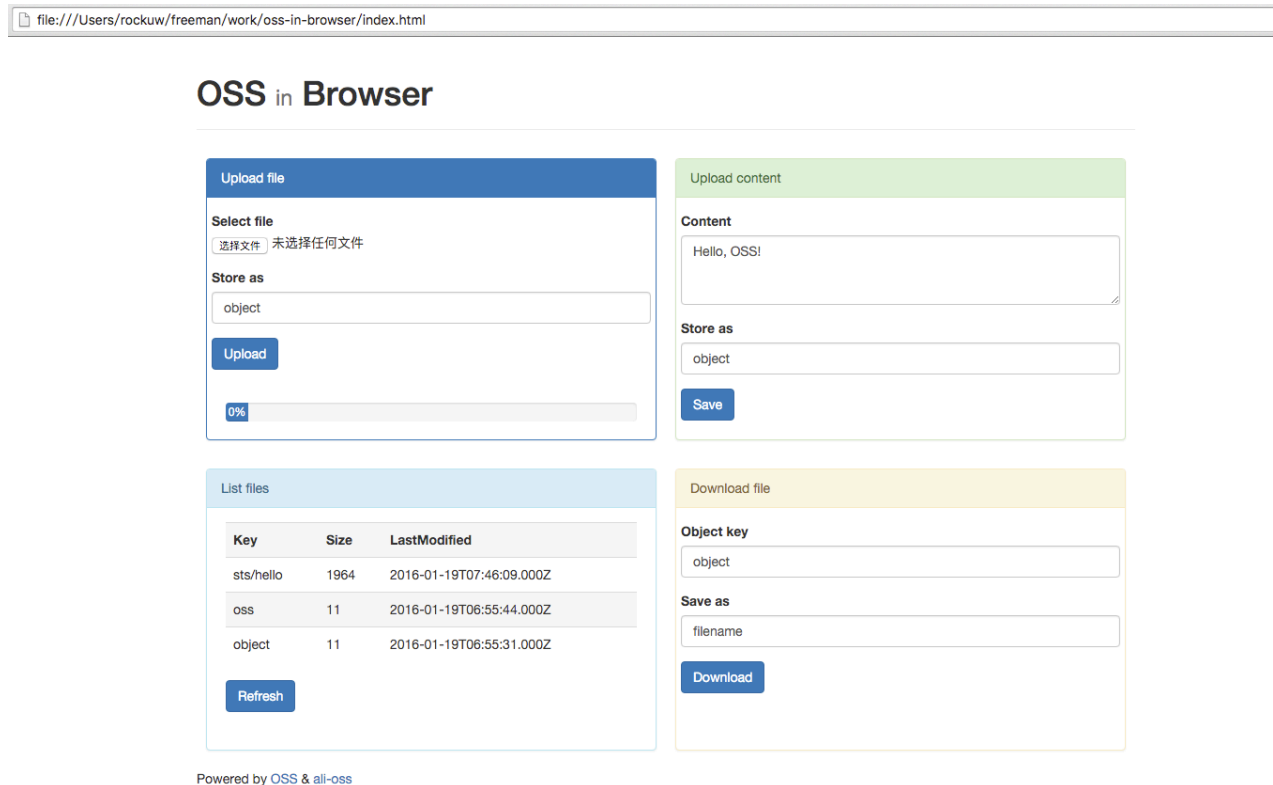 file:///Users/rockuw/freeman/work/oss-in-browser/index.html
OSS in Browser
Upload file
Select file
选择文件 未选择任何文件
Store as
object
Upload
0%
Upload content
Content
Hello, OSS!
Store as
object
Save
List files
Key Size LastModified
sts/hello 1964 2016-01-19T07:46:09.000Z
oss 11 2016-01-19T06:55:44.000Z
object 11 2016-01-19T06:55:31.000Z
Refresh
Download file
Object key
object
Save as
filename
Download
Powered by OSS & ali-oss